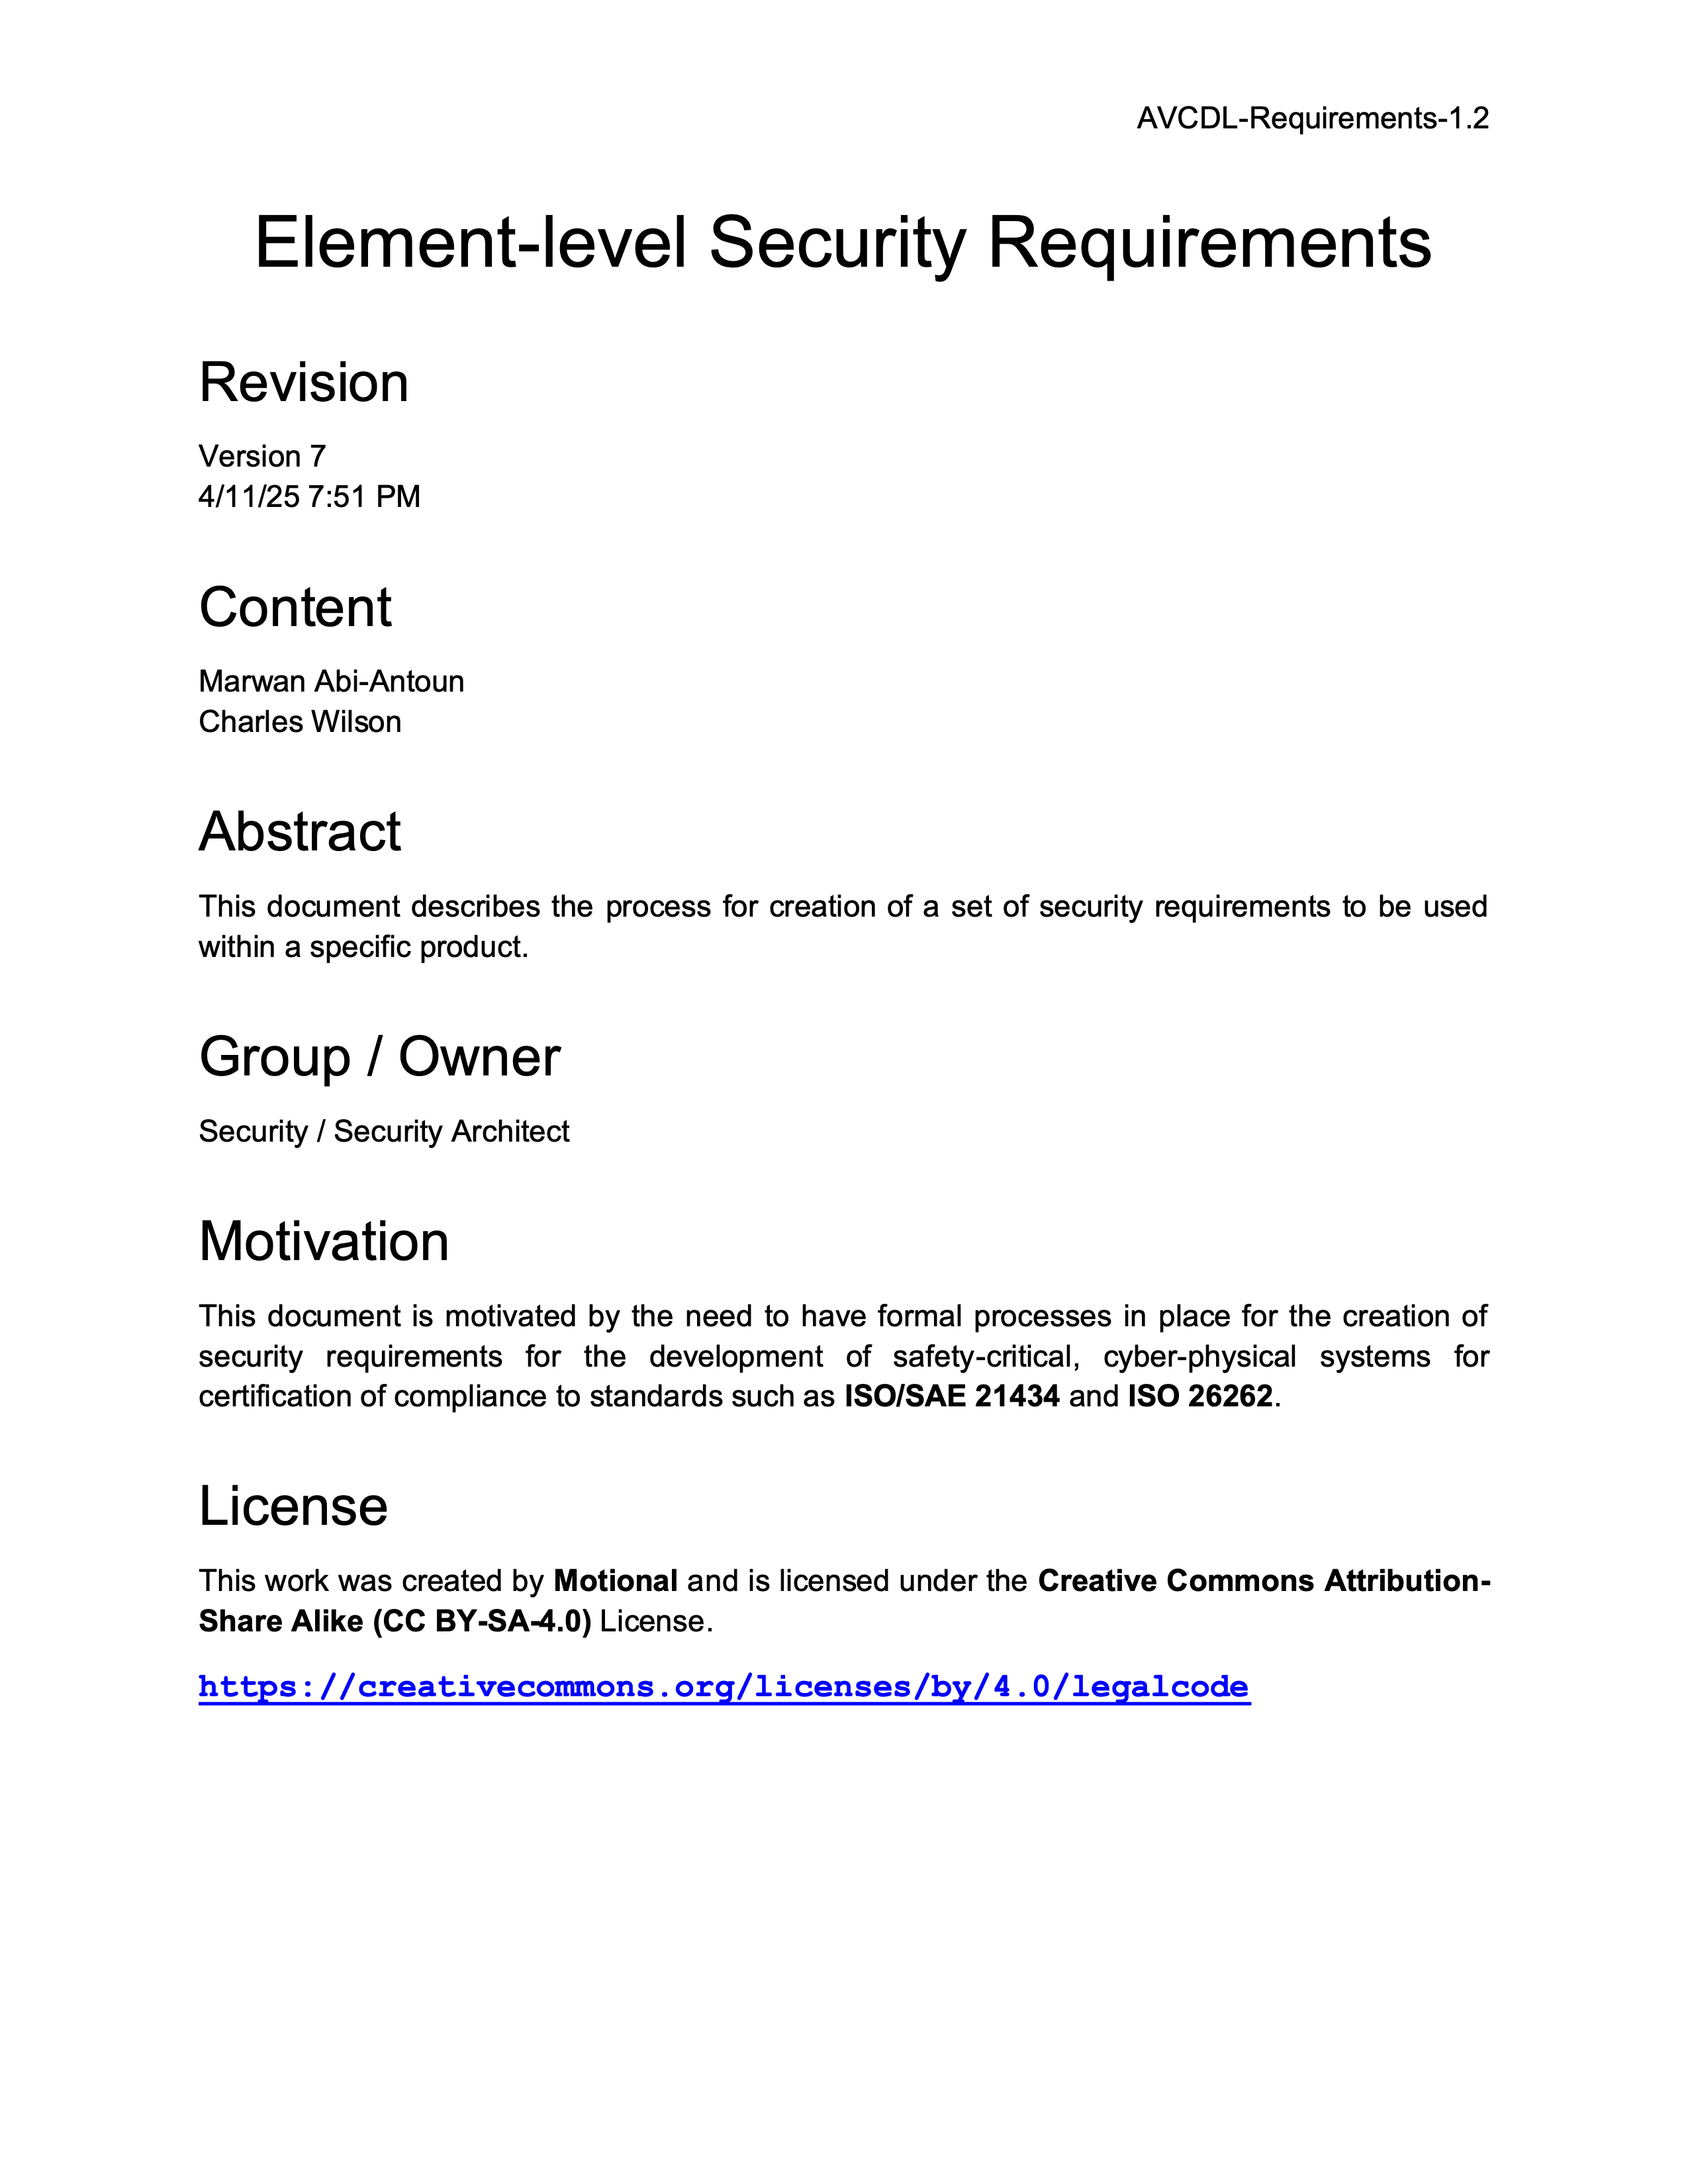 AVCDL-Requirements-1.2
Element-level Security Requirements
Revision
Version 7
4/11/25 7:51 PM
Content
Marwan Abi-Antoun
Charles Wilson
Abstract
This document describes the process for creation of a set of security requirements to be used
within a specific product.
Group / Owner
Security / Security Architect
Motivation
This document is motivated by the need to have formal processes in place for the creation of
security requirements for the development of safety-critical, cyber-physical systems for
certification of compliance to standards such as ISO/SAE 21434 and ISO 26262.
License
This work was created by Motional and is licensed under the Creative Commons Attribution-
Share Alike (CC BY-SA-4.0) License.
https://creativecommons.org/licenses/by/4.0/legalcode